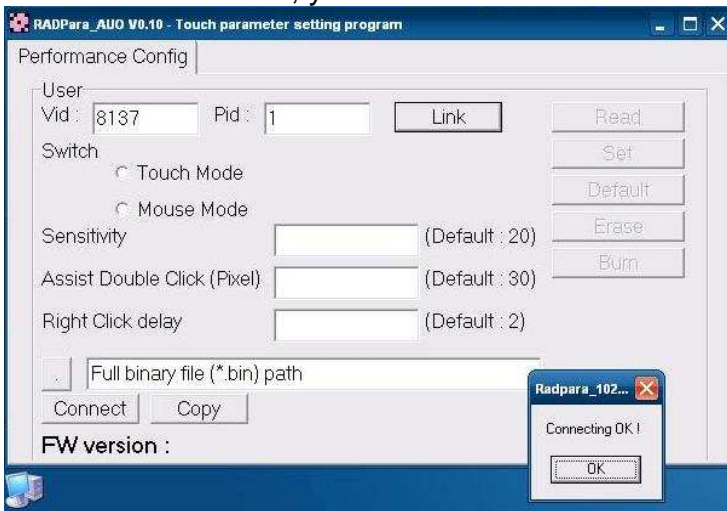 RADPara_AUO V0.10 - Touch parameter setting program
Performance Config
User
Vid : 8137 Pid : 1 Link Read
Switch Set
Touch Mode Default
Mouse Mode Erase
Sensitivity (Default : 20)
Burn
Assist Double Click (Pixel) (Default : 30)
Right Click delay (Default : 2)
. Full binary file (*.bin) path
Connect Copy
FW version :
Radpara_102...
Connecting OK !
OK